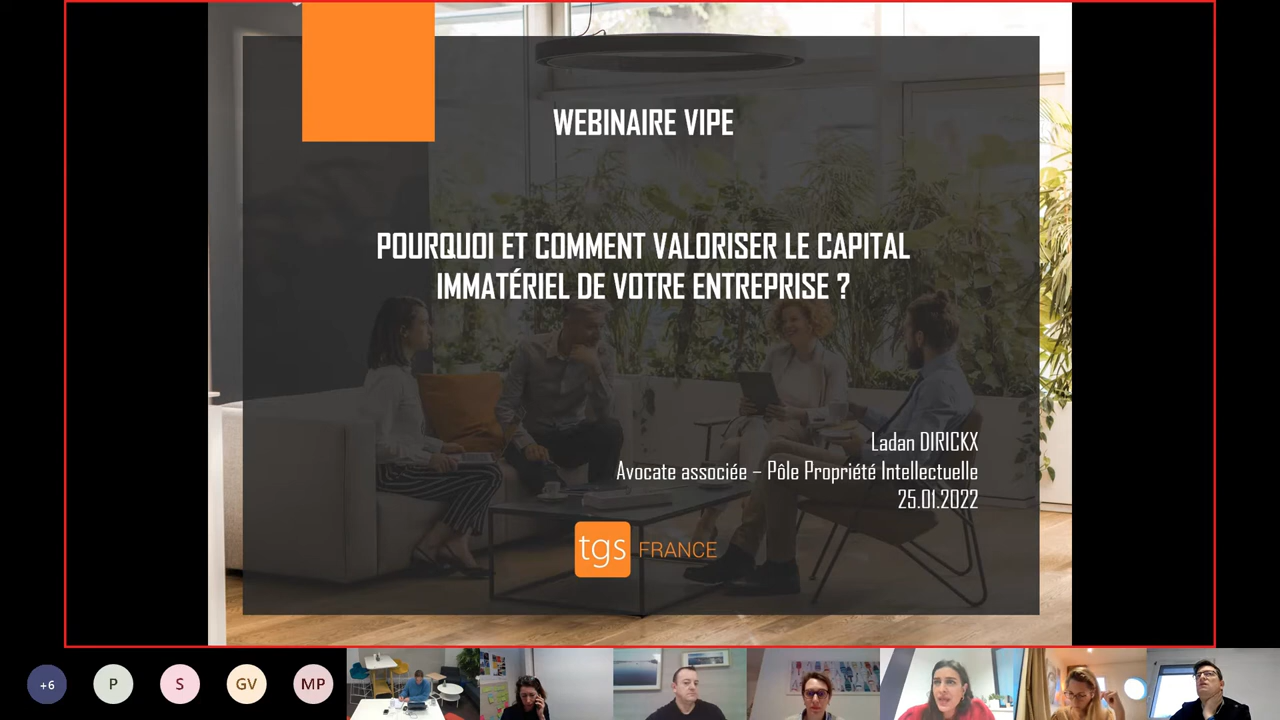 WEBINAIRE VIPE
POURQUOI ET COMMENT VALORISER LE CAPITAL
IMMATÉRIEL DE VOTRE ENTREPRISE ?
Ladan DIRICKX
Avocate associée – Pôle Propriété Intellectuelle
25.01.2022
tgs FRANCE
+6
P
S
GV
MP